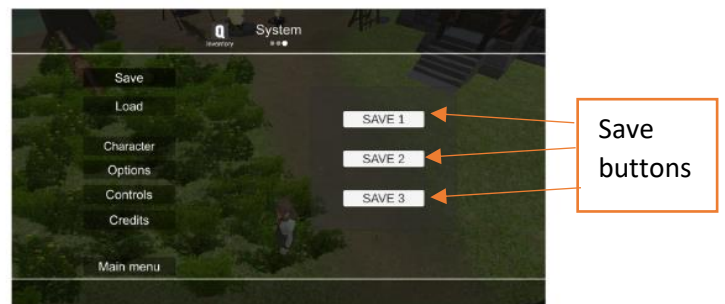 Q
System
Inventory
Save
Load
Character
Options
Controls
Credits
Main menu
SAVE 1
SAVE 2
SAVE 3
Save
buttons